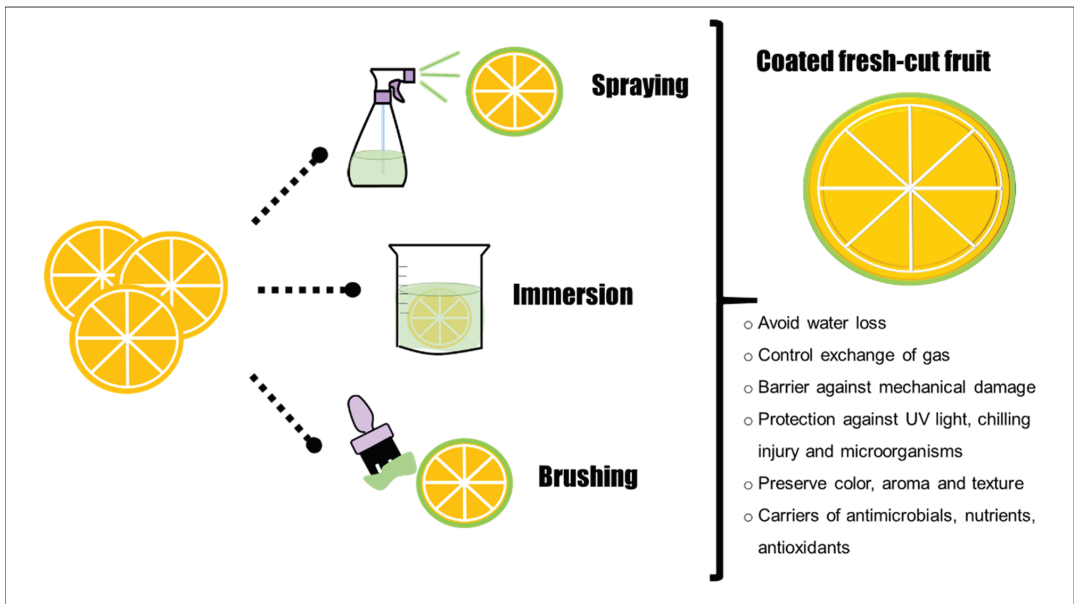 Spraying
Immersion
Brushing
Coated fresh-cut fruit
○ Avoid water loss
○ Control exchange of gas
○ Barrier against mechanical damage
○ Protection against UV light, chilling
injury and microorganisms
○ Preserve color, aroma and texture
○ Carriers of antimicrobials, nutrients,
antioxidants